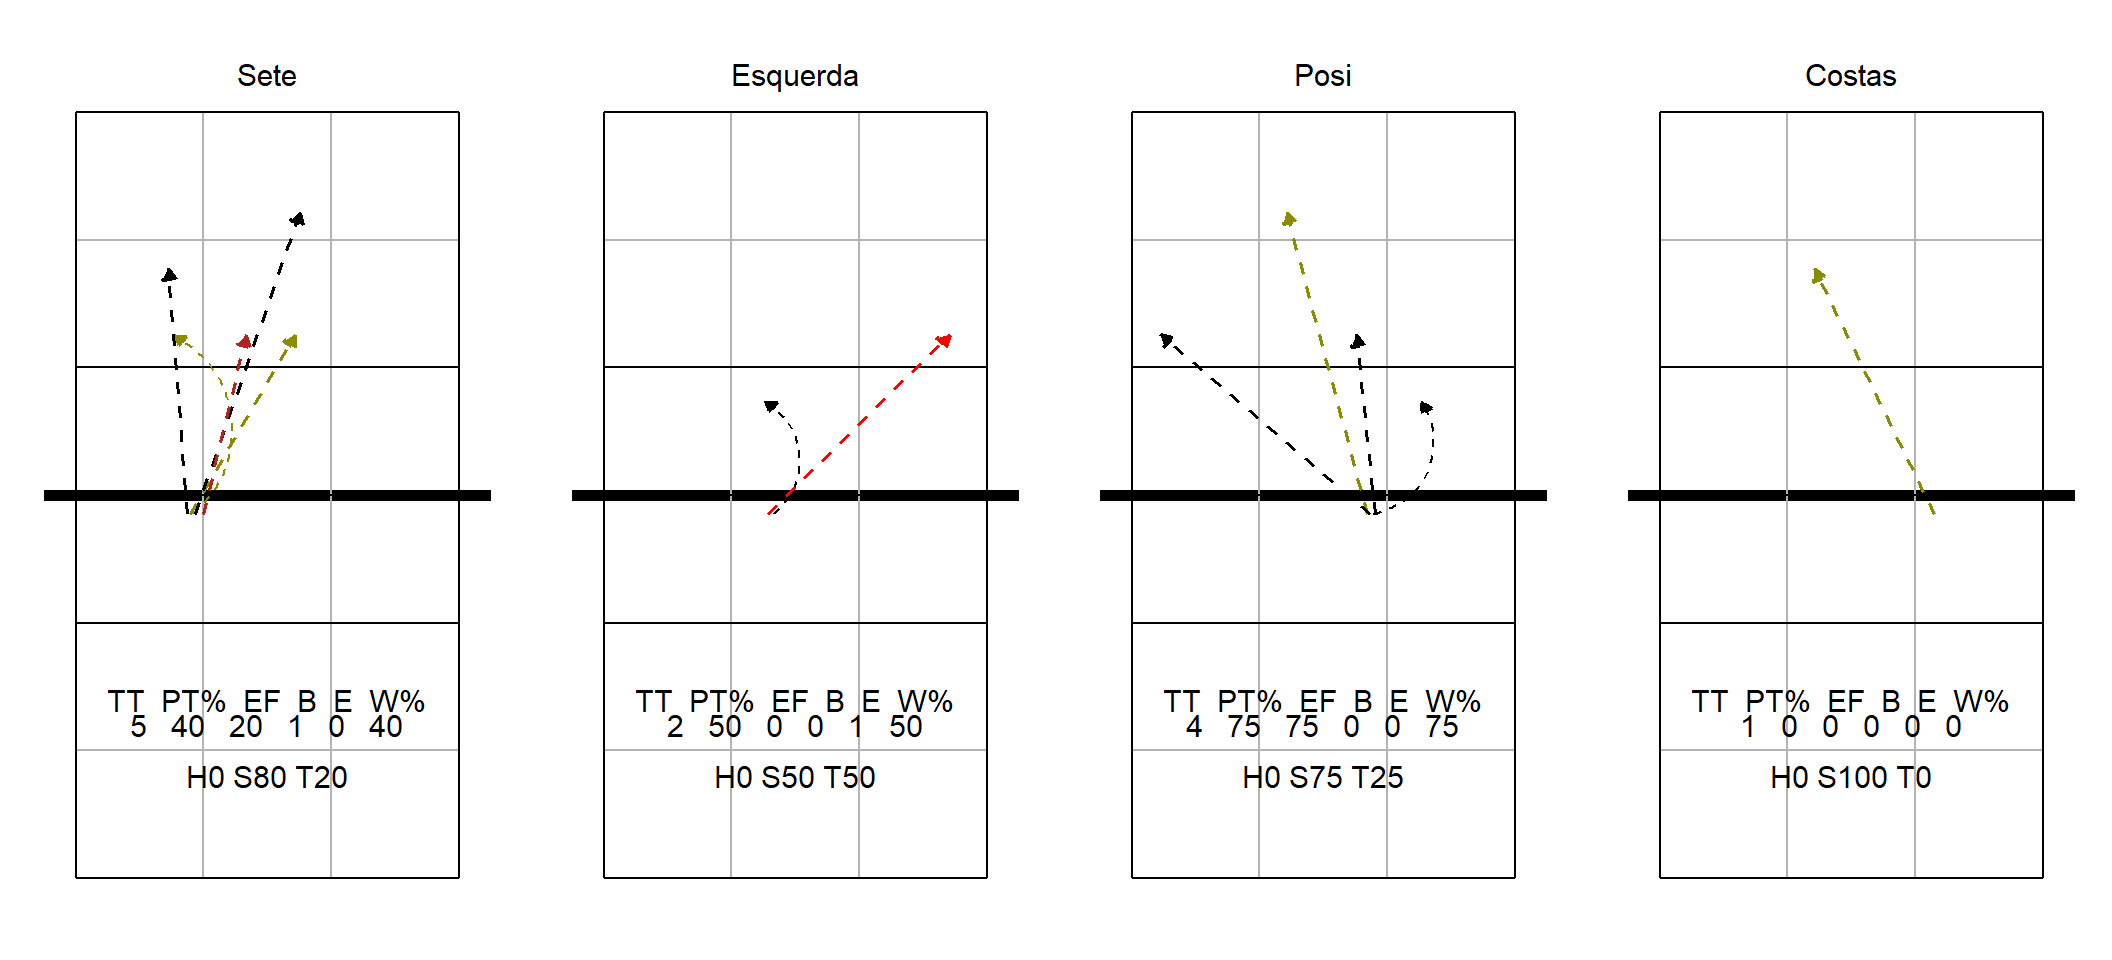 Sete
TT PT% EF B E W%
5 40 20 1 0 40
H0 S80 T20
Esquerda
TT PT% EF B E W%
2 50 0 0 1 50
H0 S50 T50
Posi
TT PT% EF B E W%
4 75 75 0 0 75
H0 S75 T25
Costas
TT PT% EF B E W%
1 0 0 0 0 0
H0 S100 T0